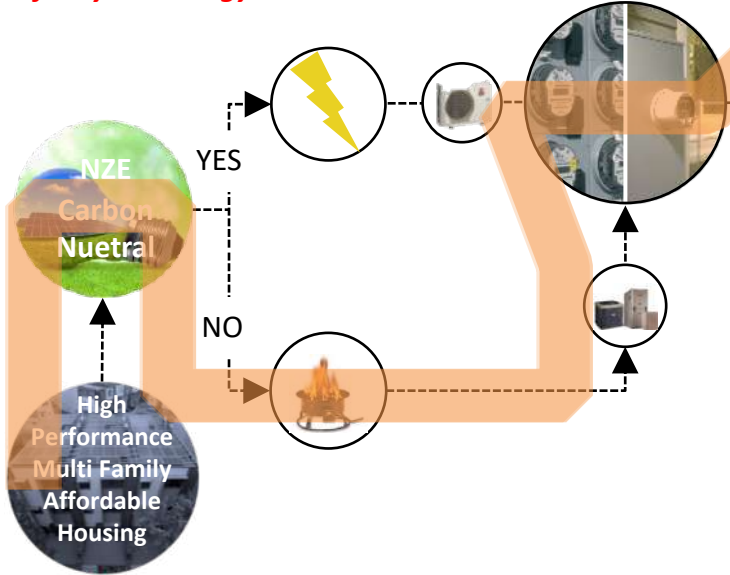 NZE
Carbon
Nuetral
YES
NO
High
Performance
Multi Family
Affordable
Housing